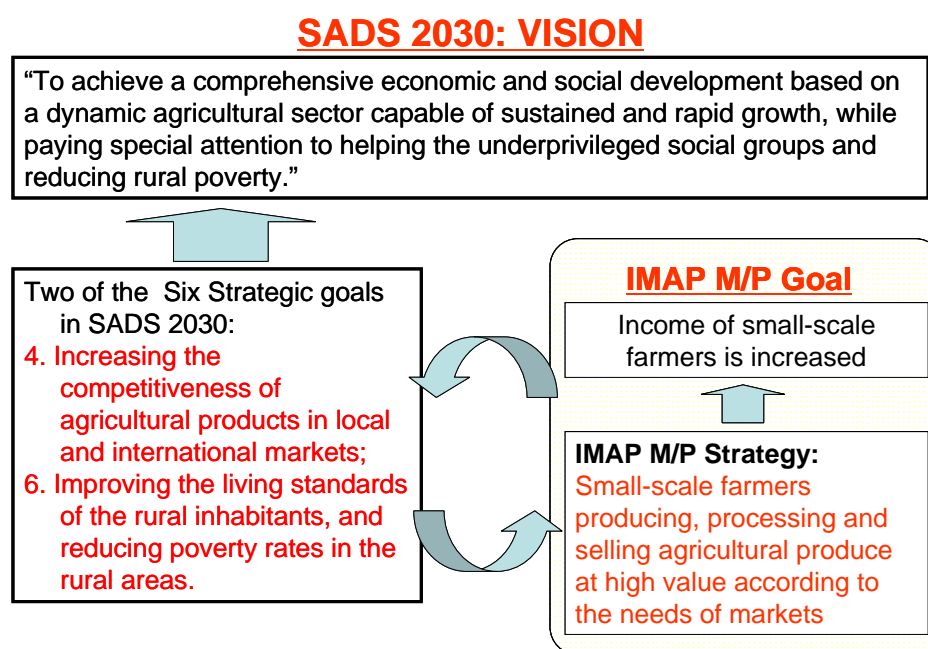 SADS 2030: VISION
“To achieve a comprehensive economic and social development based on
a dynamic agricultural sector capable of sustained and rapid growth, while
paying special attention to helping the underprivileged social groups and
reducing rural poverty.”
Two of the Six Strategic goals
in SADS 2030:
4. Increasing the
competitiveness of
agricultural products in local
and international markets;
6. Improving the living standards
of the rural inhabitants, and
reducing poverty rates in the
rural areas.
IMAP M/P Goal
Income of small-scale
farmers is increased
IMAP M/P Strategy:
Small-scale farmers
producing, processing and
selling agricultural produce
at high value according to
the needs of markets